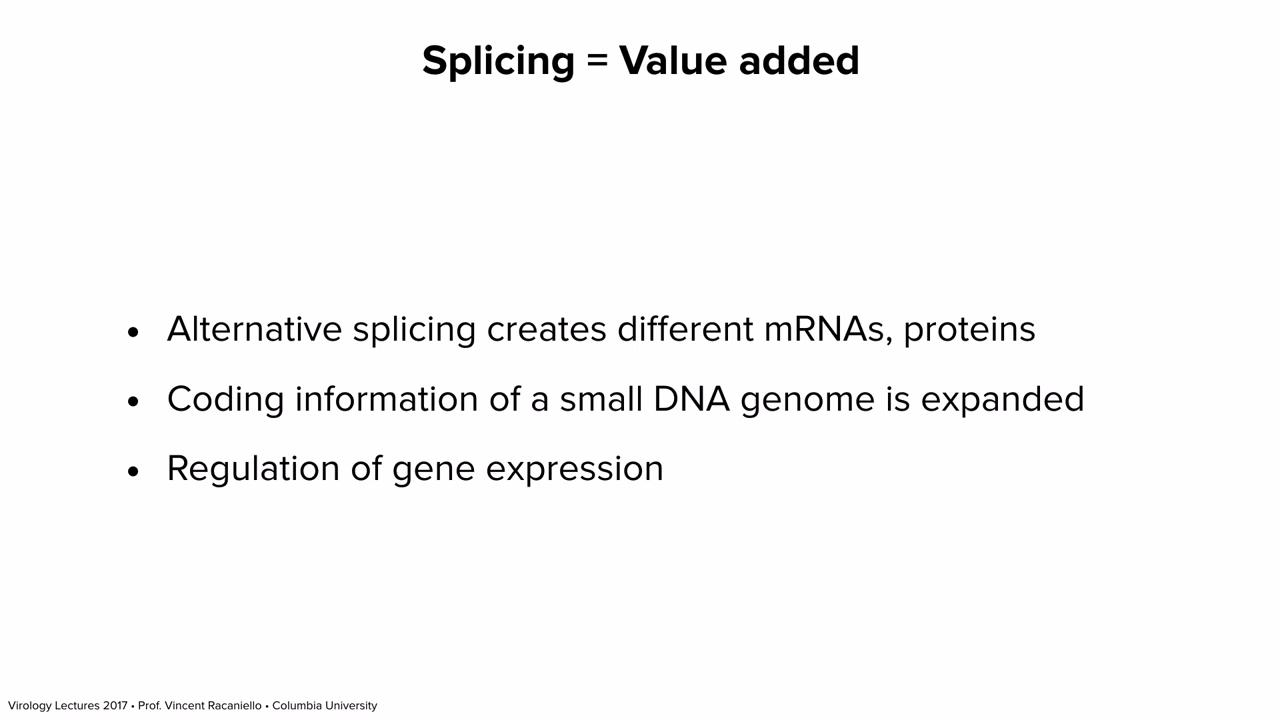 Splicing = Value added
• Alternative splicing creates different mRNAs, proteins
• Coding information of a small DNA genome is expanded
• Regulation of gene expression
Virology Lectures 2017 • Prof. Vincent Racaniello • Columbia University